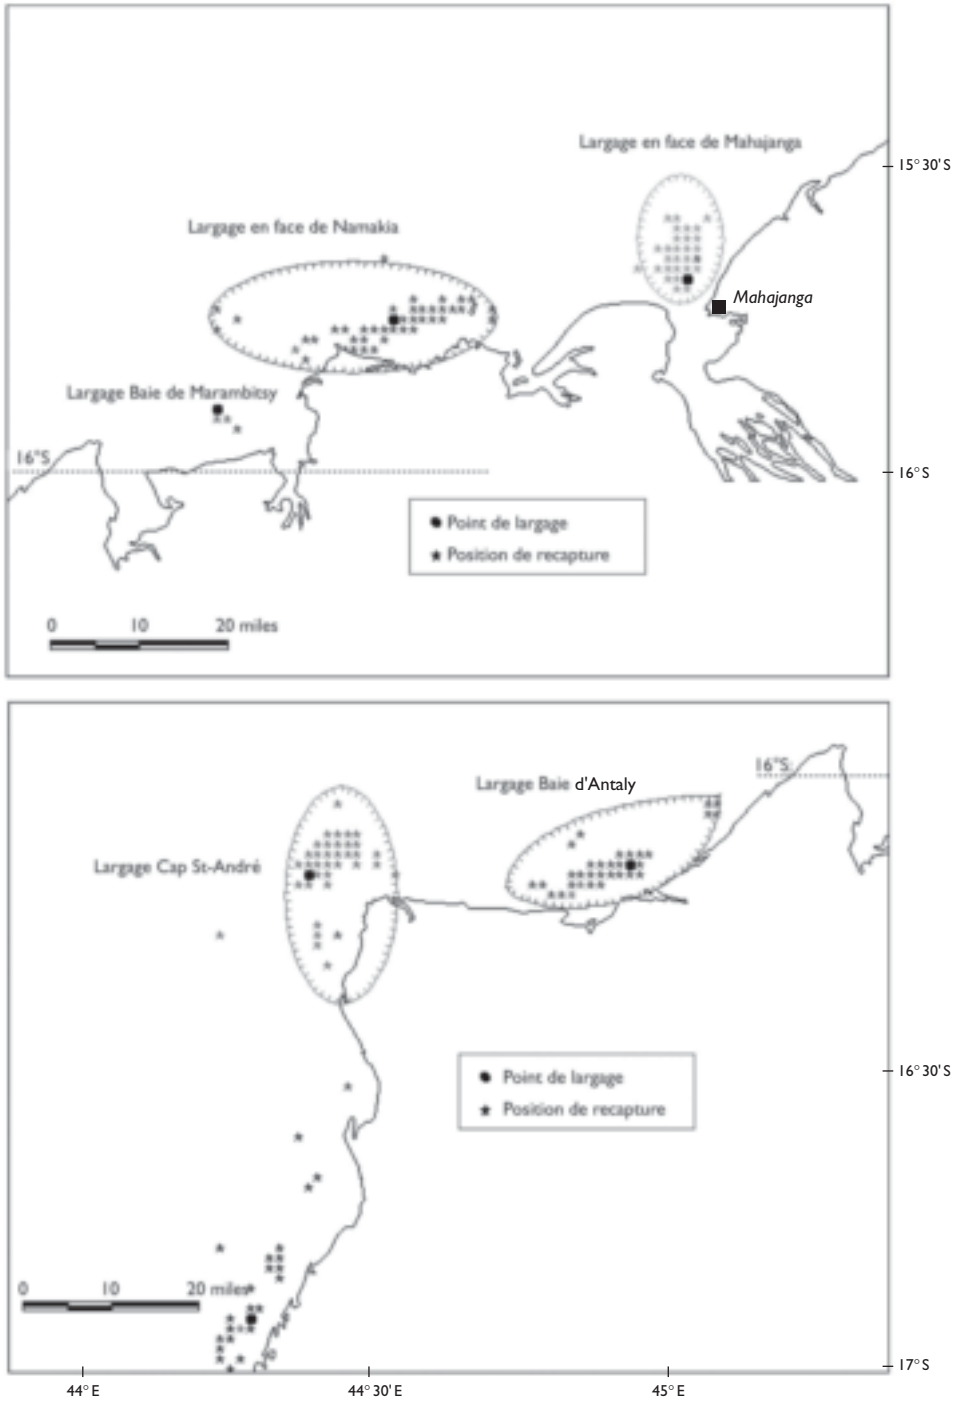 Largage en face de Mahajanga
15°30'S
Largage en face de Namakia
Mahajanga
Largage Baie de Marambitsy
16°S
16°S
Point de largage
Position de recapture
0 10 20 miles
Largage Baie d'Antaly
16°S
Largage Cap St-André
16°30'S
Point de largage
Position de recapture
0 10 20 miles
17°S
44°E 44°30'E 45°E